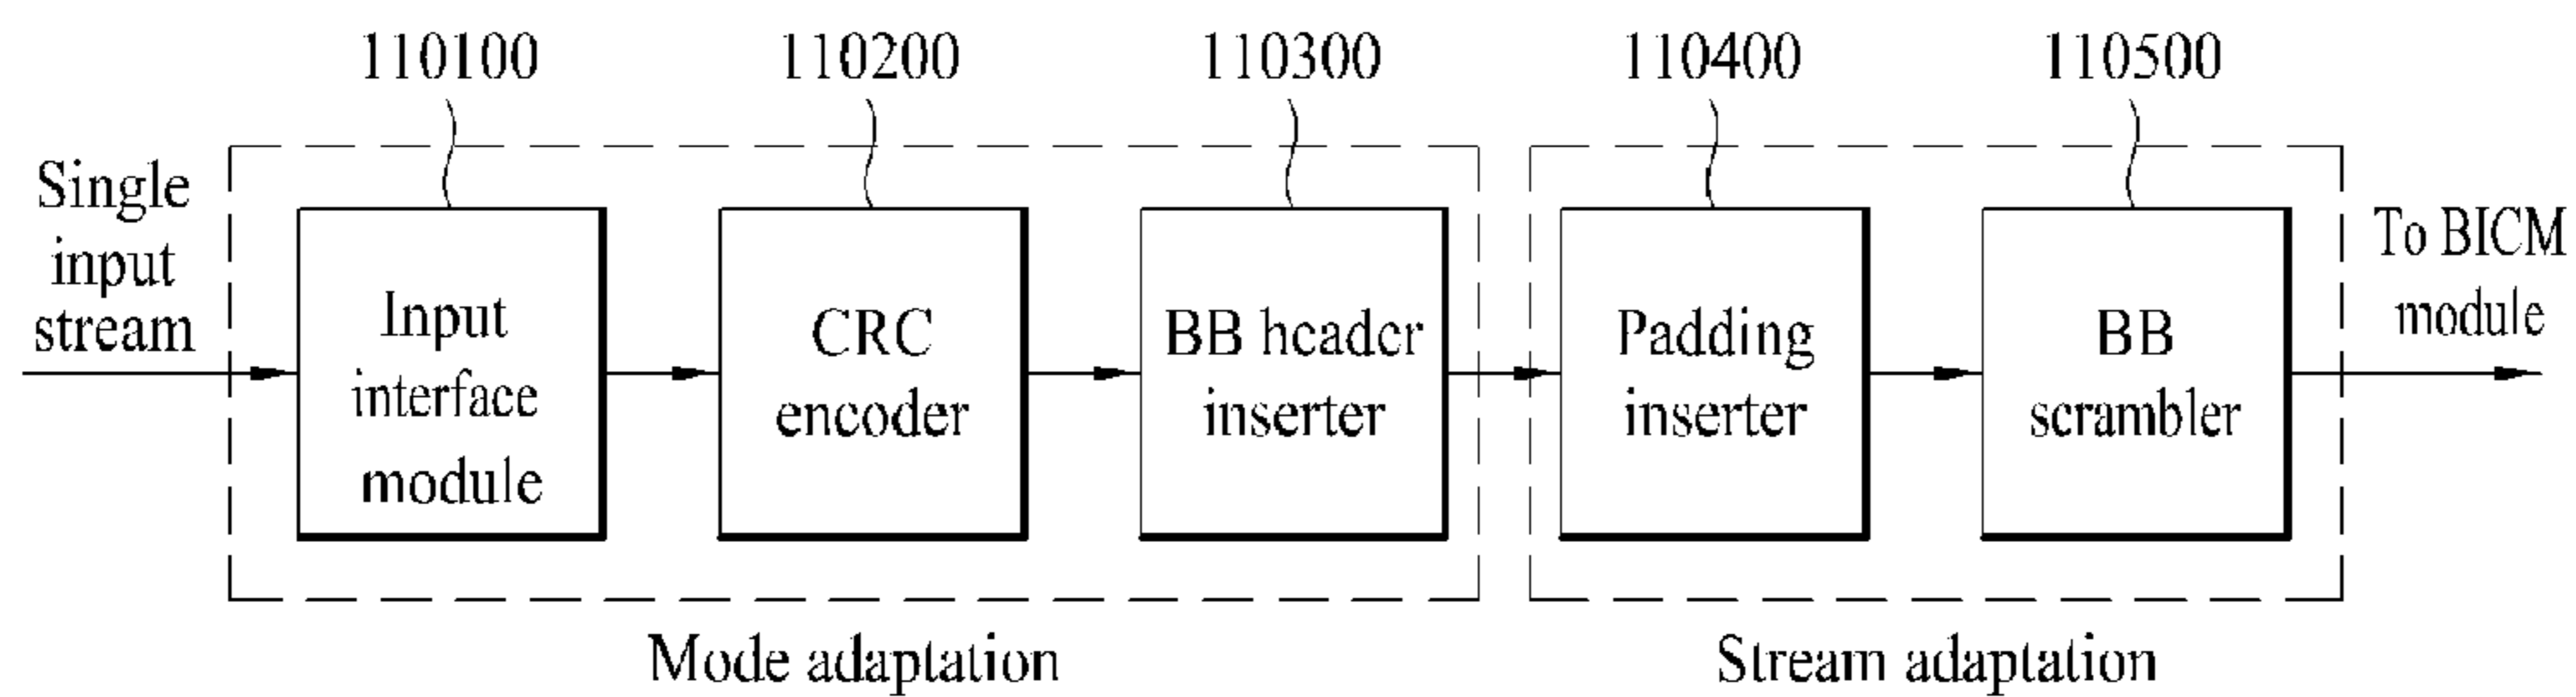 110100
110200
110300
110400
110500
Single
input
stream
Input
interface
module
CRC
encoder
BB header
inserter
Padding
inserter
BB
scrambler
To BICM
module
Mode adaptation
Stream adaptation